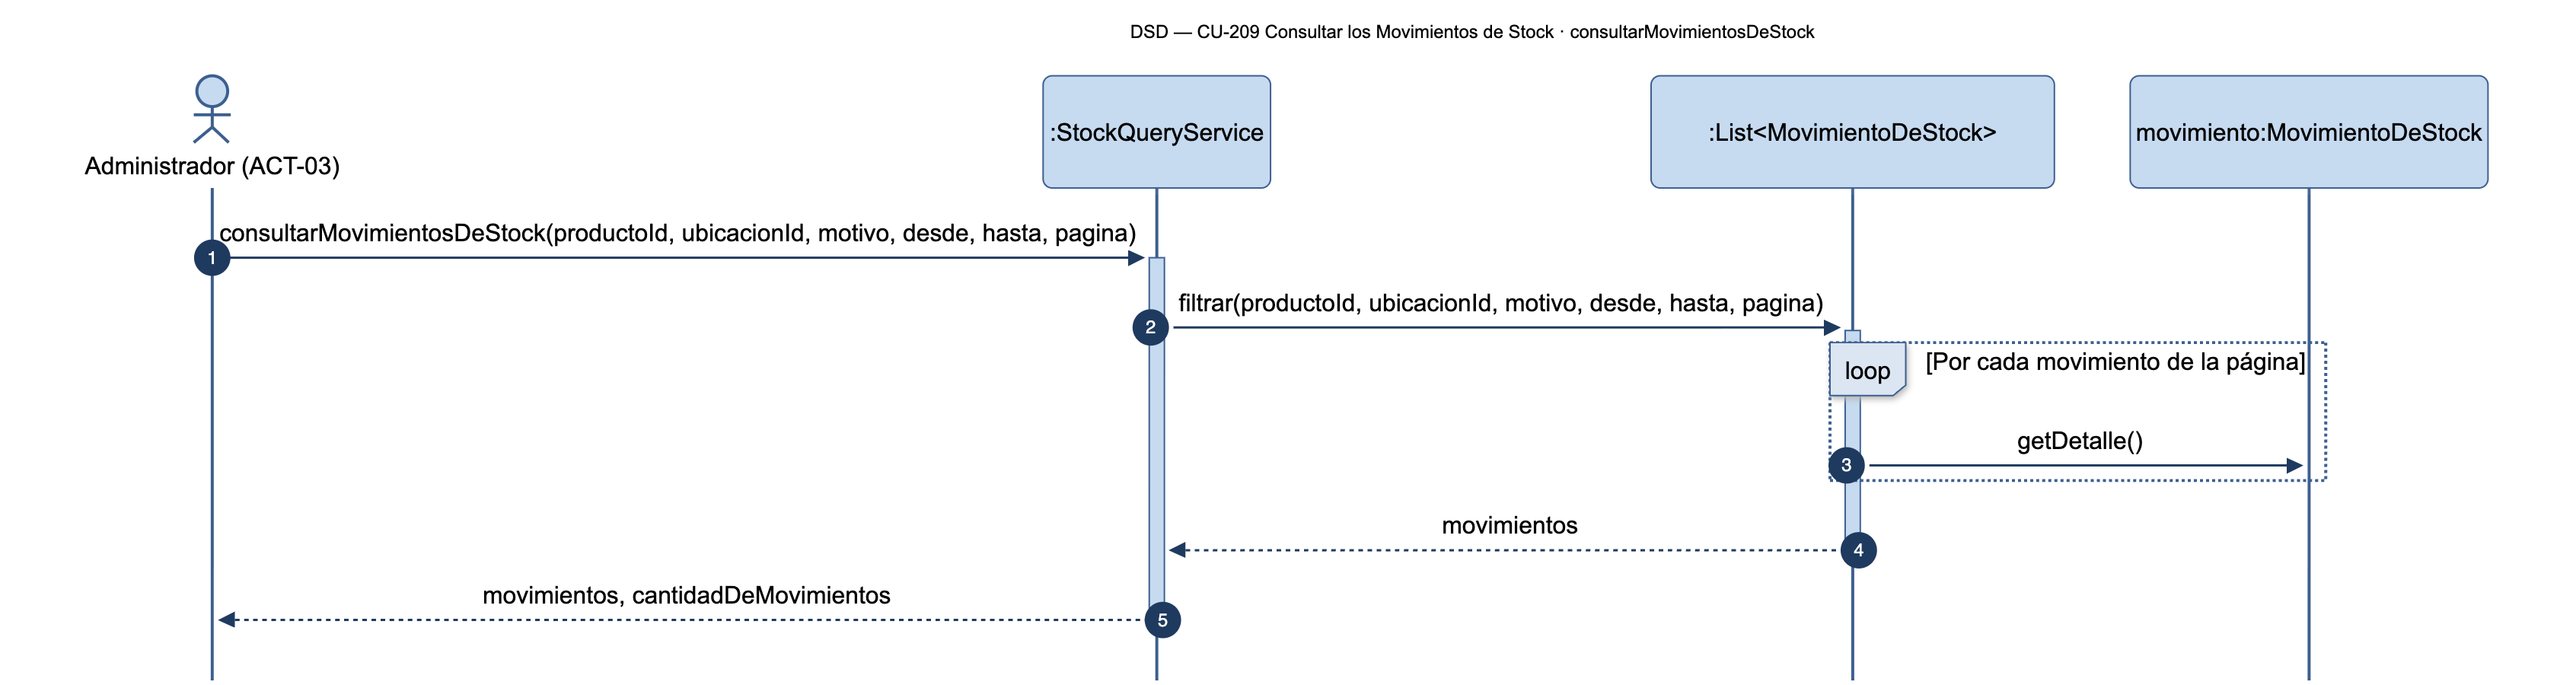 DSD — CU-209 Consultar los Movimientos de Stock · consultarMovimientosDeStock
Administrador (ACT-03)
:StockQueryService
:List<MovimientoDeStock>
movimiento:MovimientoDeStock
consultarMovimientosDeStock(productoId, ubicacionId, motivo, desde, hasta, pagina)
1
filtrar(productoId, ubicacionId, motivo, desde, hasta, pagina)
2
loop
[Por cada movimiento de la página]
getDetalle()
3
movimientos
4
movimientos, cantidadDeMovimientos
5